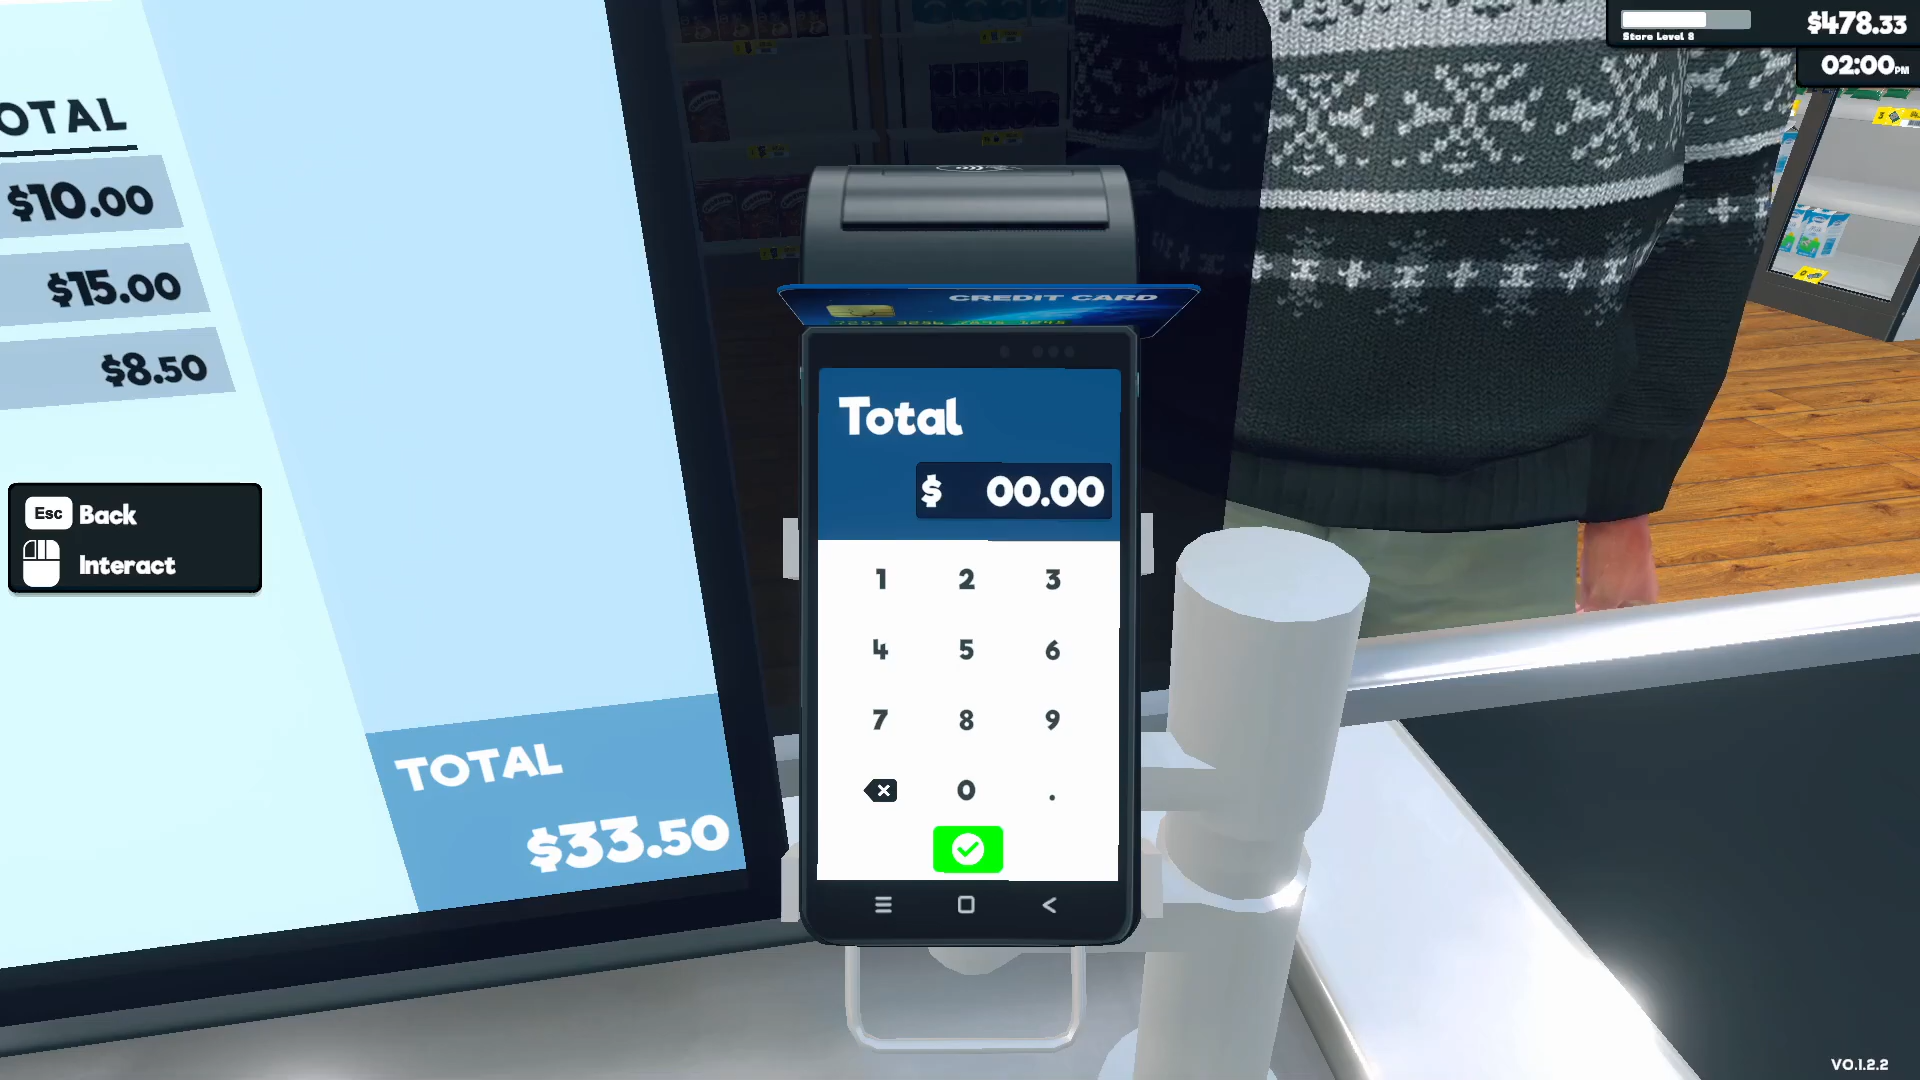 $478.33
Store Level 8
02:00PM
OTAL
$10.00
$15.00
$8.50
CREDIT CARD
Total
$ 00.00
Esc Back
Interact
1 2 3
4 5 6
7 8 9
0 .
TOTAL
$33.50
V0.1.2.2